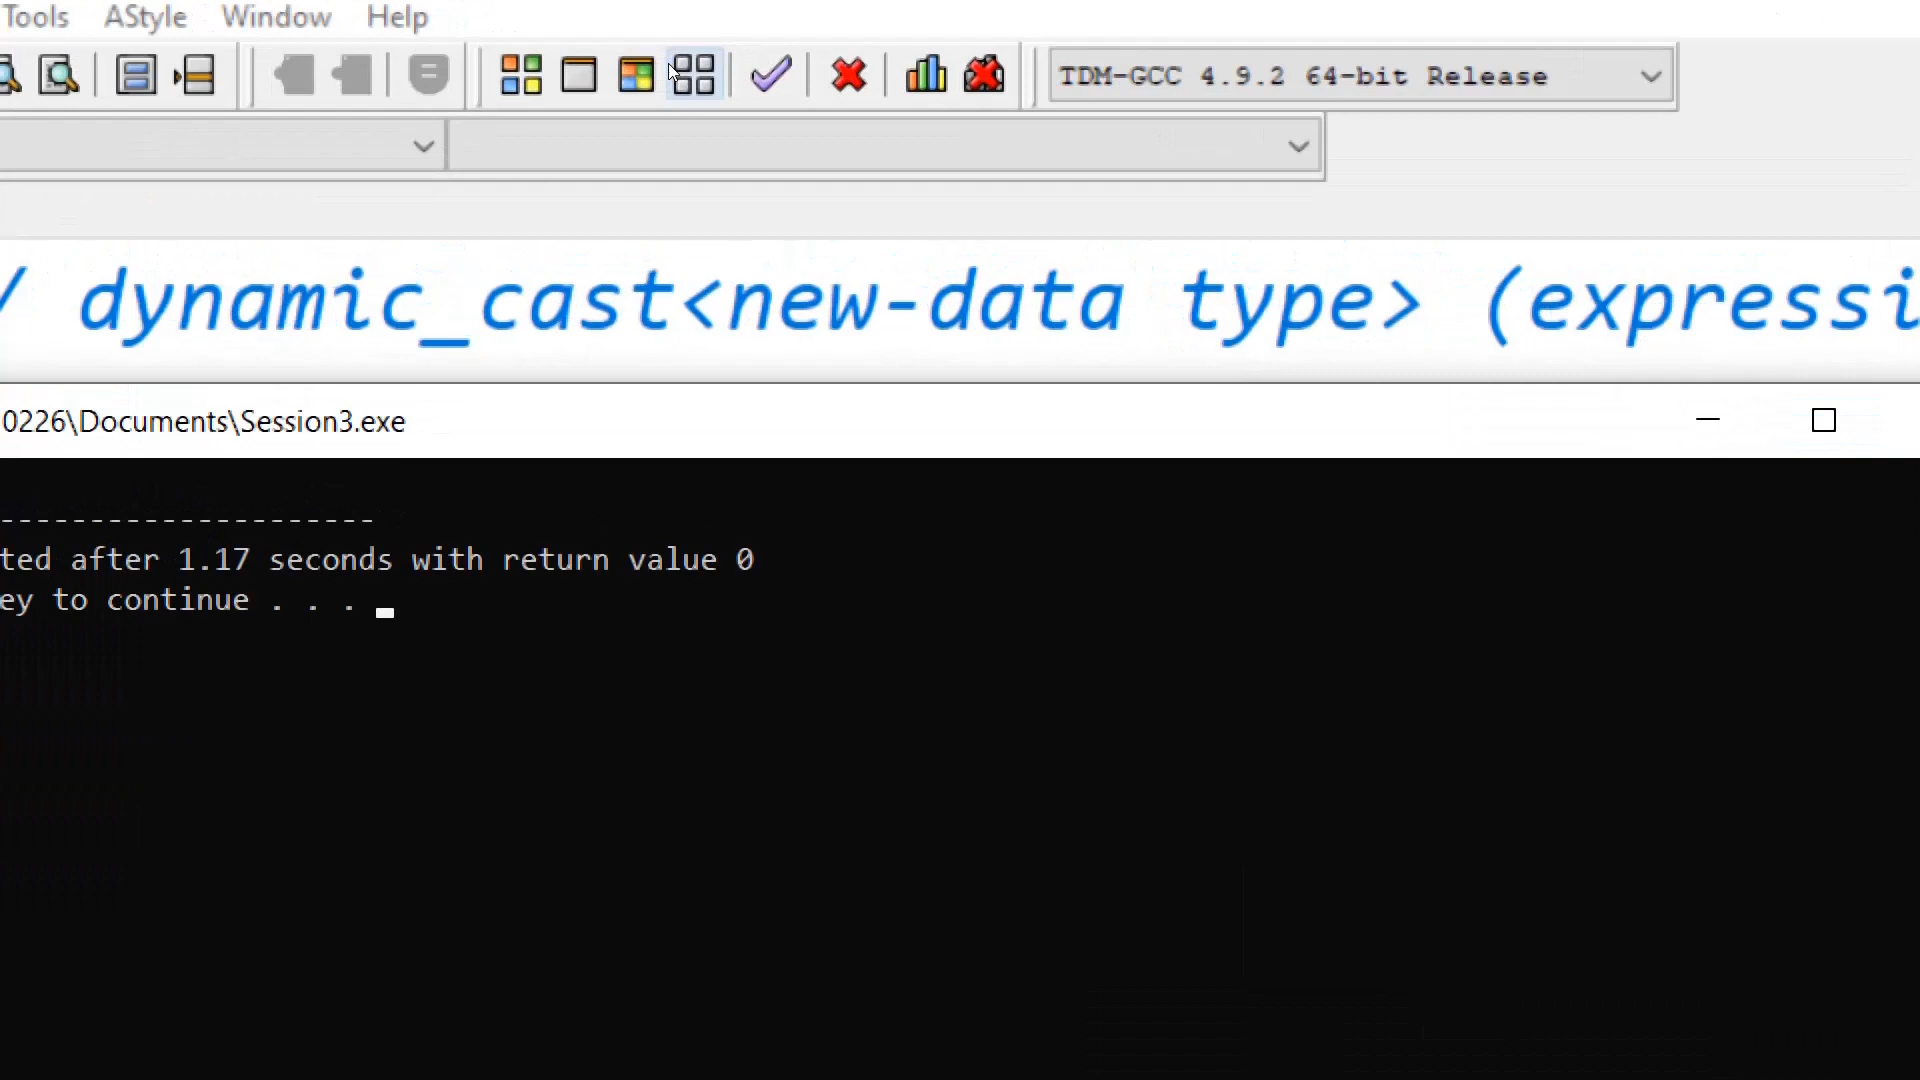 Tools AStyle Window Help
TDM-GCC 4.9.2 64-bit Release
/ dynamic_cast<new-data type> (expressi
0226\Documents\Session3.exe
---------------------
ted after 1.17 seconds with return value 0
ey to continue . . .